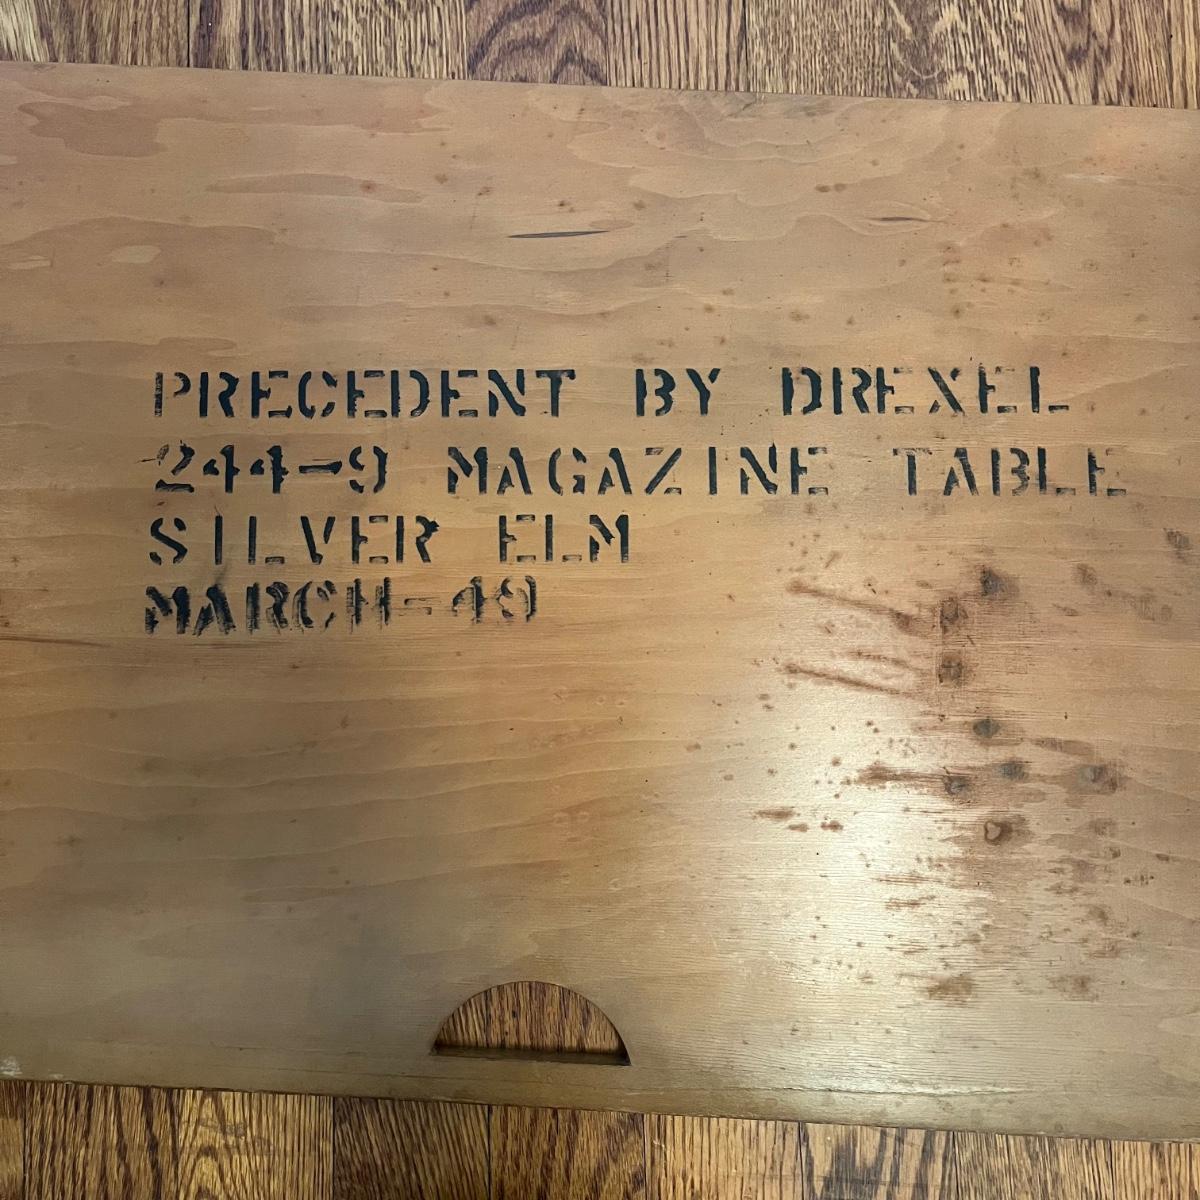 PRECEDENT BY DREXEL
244-9 MAGAZINE TABLE
SILVER ELM
MARCH-49